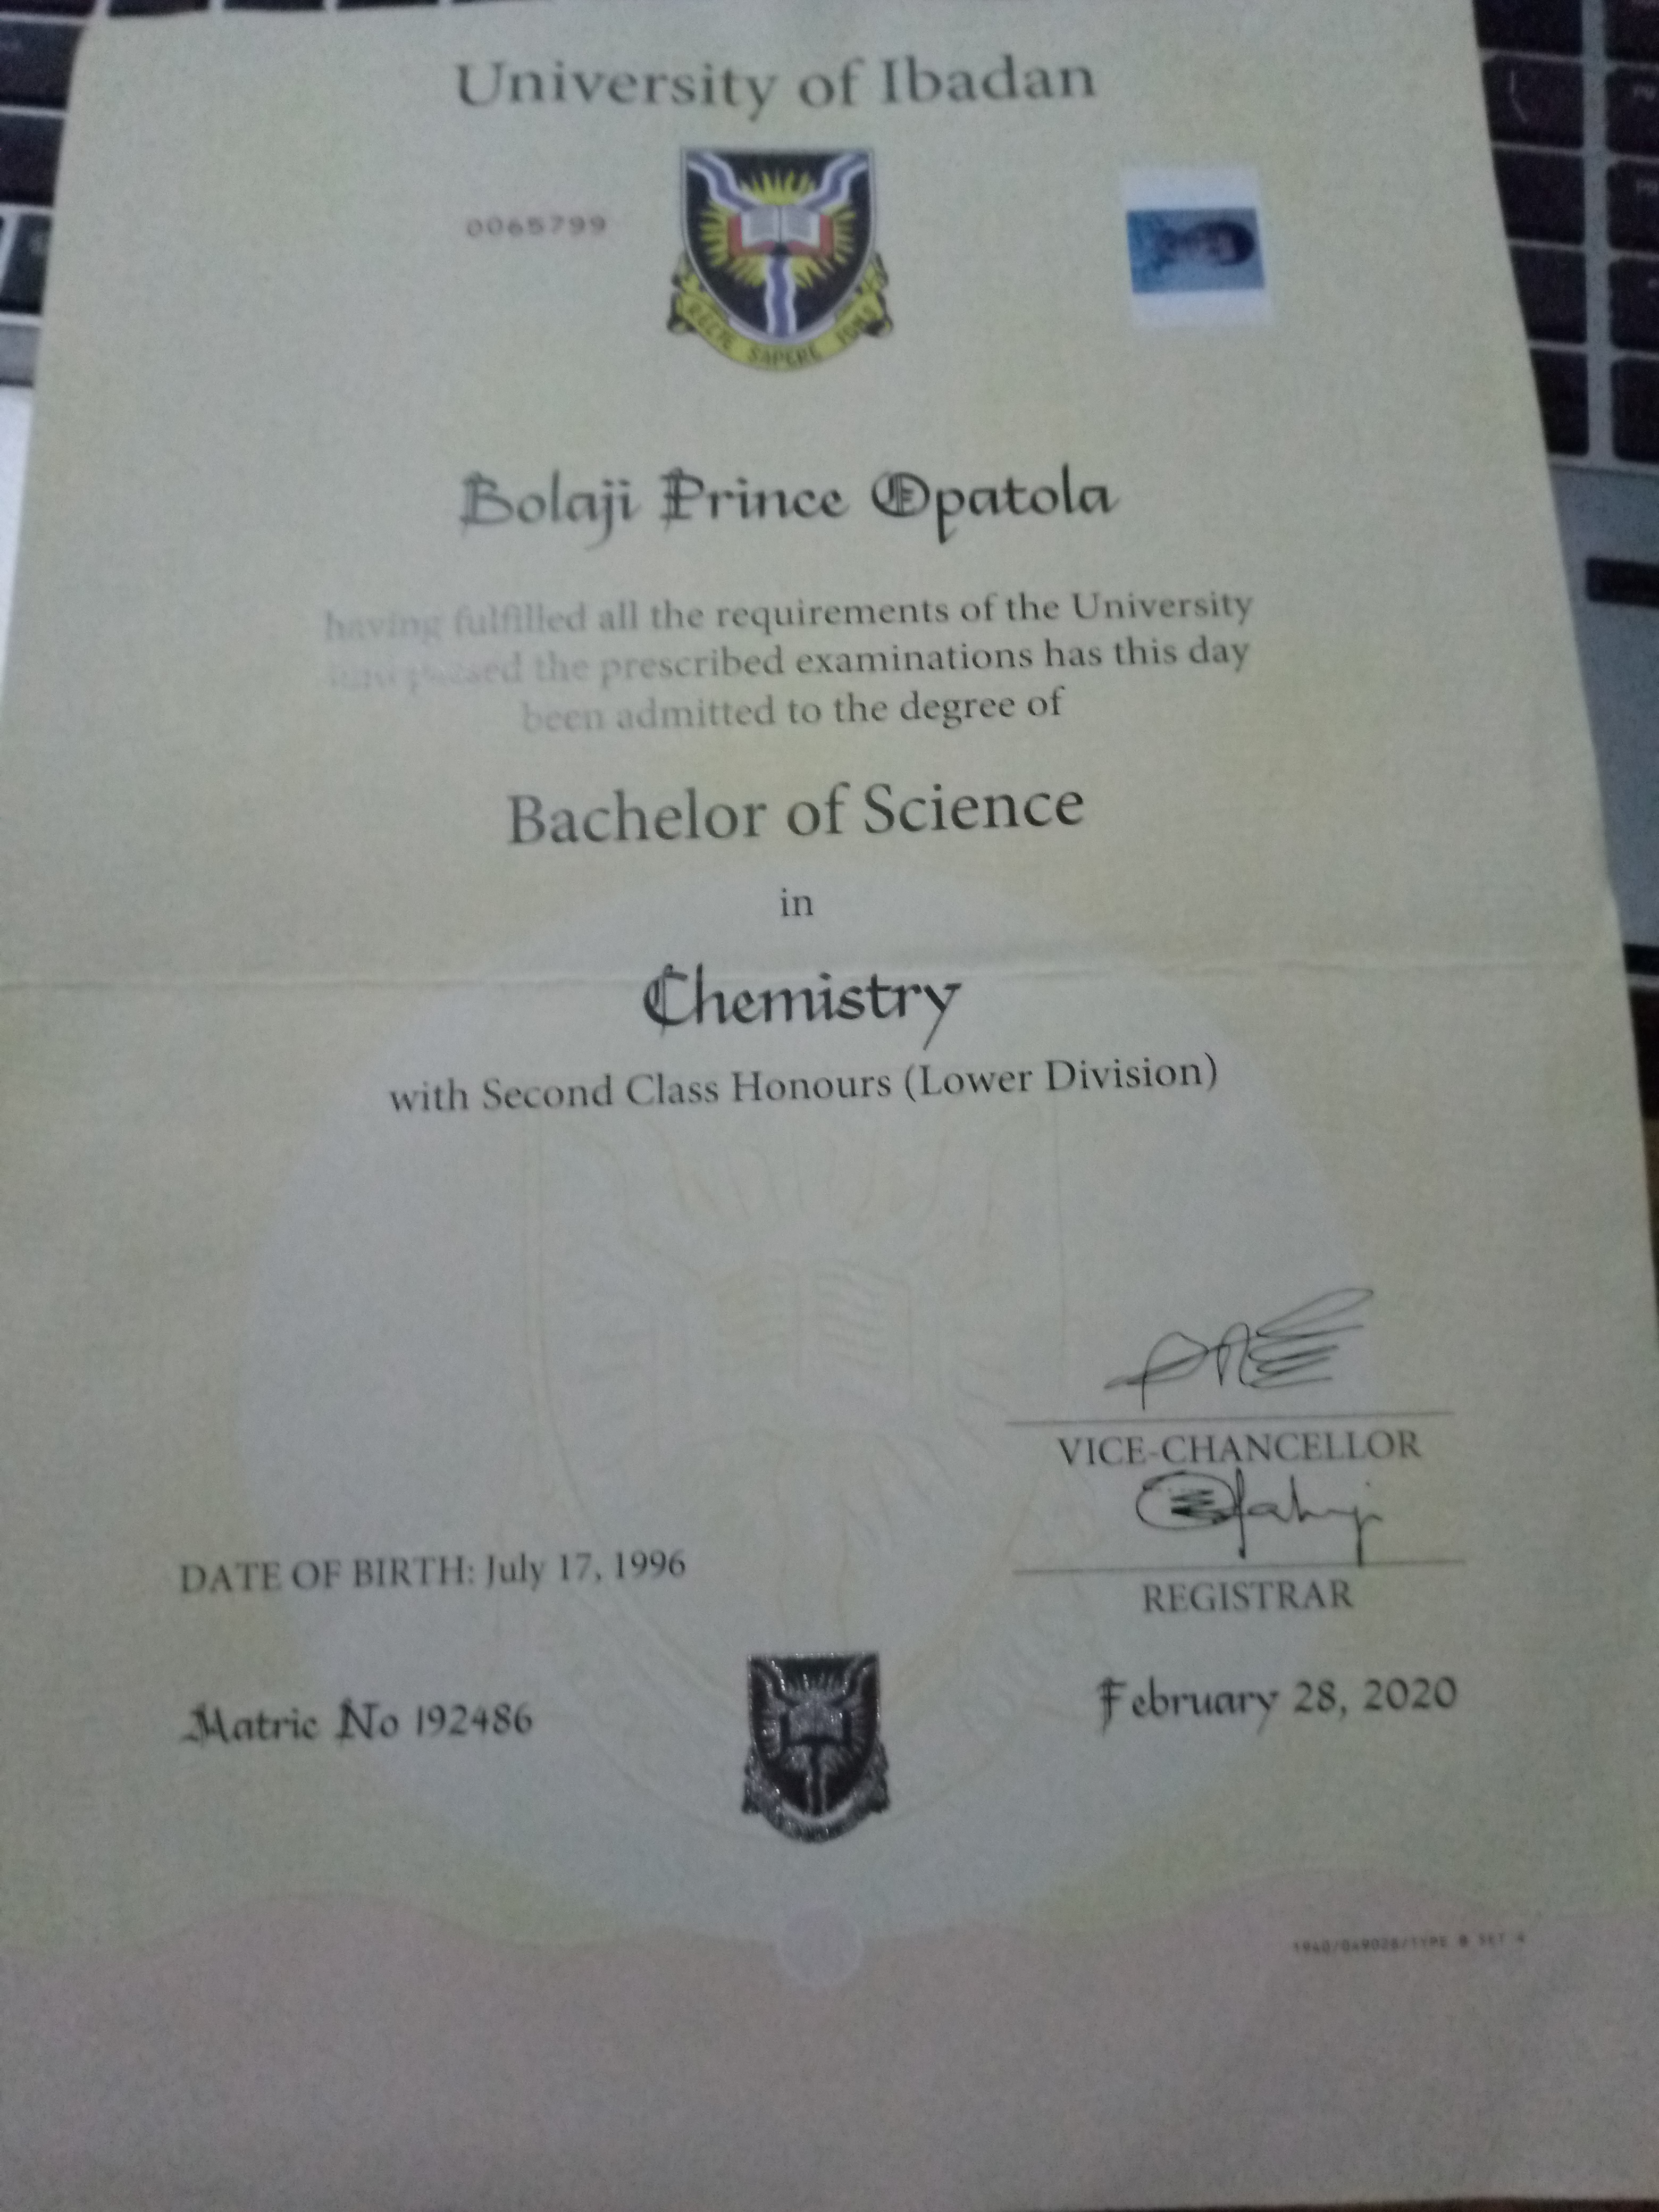 University of Ibadan
0065799
RECTE SAPERE FONS
Bolaji Prince Opatola
having fulfilled all the requirements of the University
and passed the prescribed examinations has this day
been admitted to the degree of
Bachelor of Science
in
Chemistry
with Second Class Honours (Lower Division)
VICE-CHANCELLOR
DATE OF BIRTH: July 17, 1996
REGISTRAR
Matric No 192486
February 28, 2020